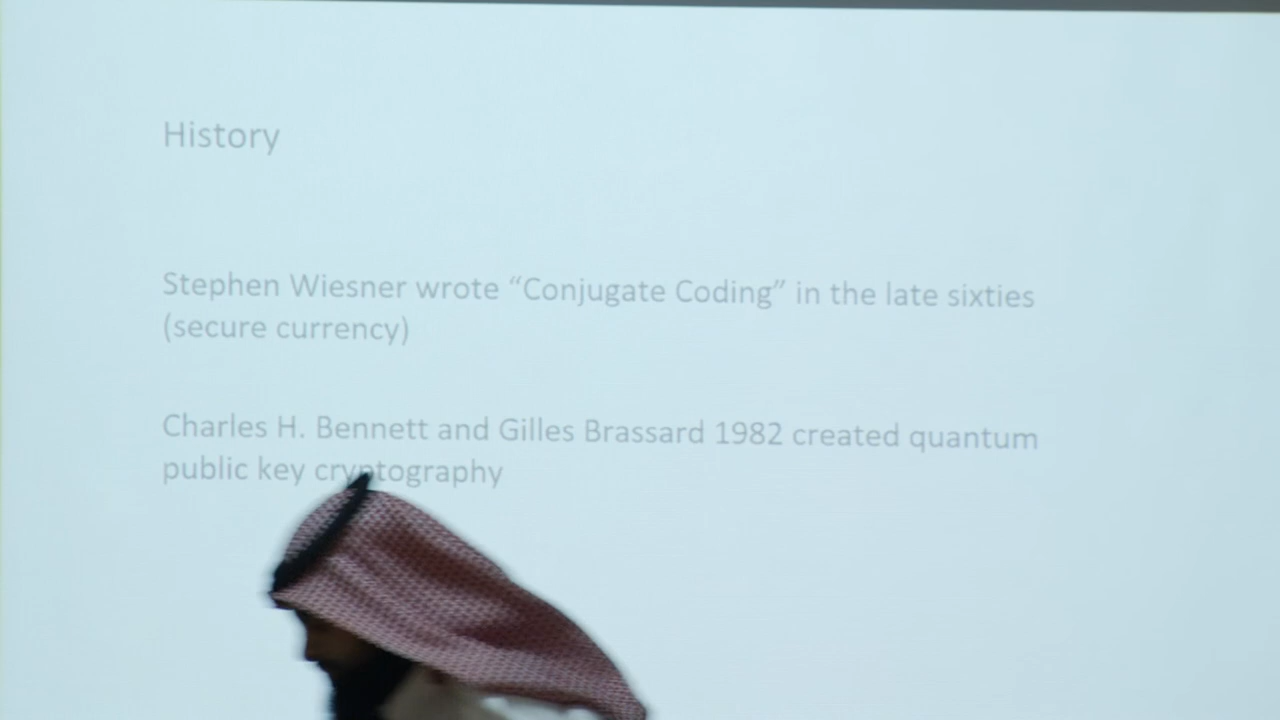 History
Stephen Wiesner wrote “Conjugate Coding” in the late sixties
(secure currency)
Charles H. Bennett and Gilles Brassard 1982 created quantum
public key cryptography